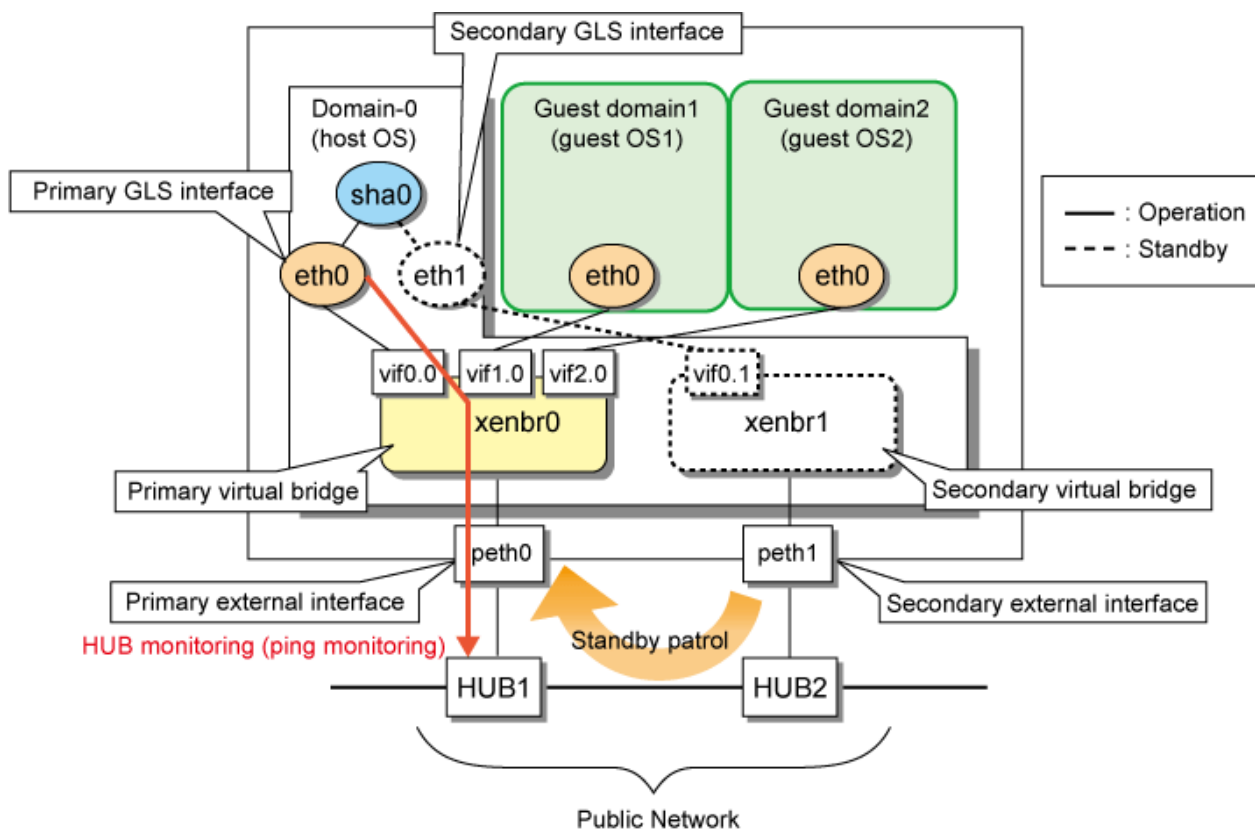 Secondary GLS interface
Domain-0
(host OS)
Guest domain1
(guest OS1)
Guest domain2
(guest OS2)
Primary GLS interface
sha0
: Operation
: Standby
eth0
eth1
eth0
eth0
vif0.0
vif1.0
vif2.0
vif0.1
xenbr0
xenbr1
Primary virtual bridge
Secondary virtual bridge
peth0
peth1
Primary external interface
Secondary external interface
HUB monitoring (ping monitoring)
Standby patrol
HUB1
HUB2
Public Network